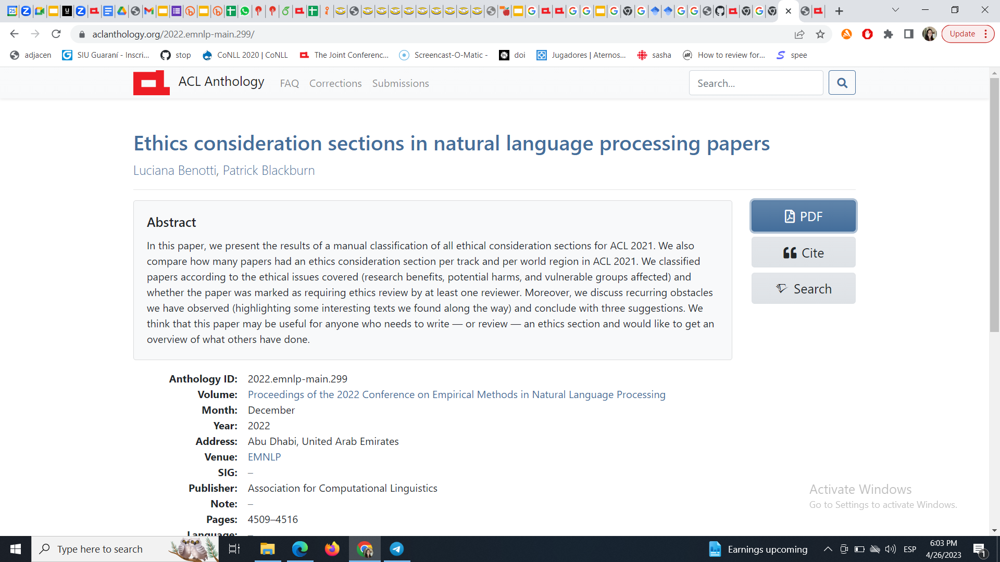 25
aclanthology.org/2022.emnlp-main.299/
Update
adjacen
SIU Guaraní - Inscri...
stop
CoNLL 2020 | CoNLL
The Joint Conferenc...
Screencast-O-Matic -
doi
Jugadores | Aternos...
sasha
How to review for...
spee
ACL Anthology
FAQ
Corrections
Submissions
Search...
Ethics consideration sections in natural language processing papers
Luciana Benotti, Patrick Blackburn
Abstract
In this paper, we present the results of a manual classification of all ethical consideration sections for ACL 2021. We also
compare how many papers had an ethics consideration section per track and per world region in ACL 2021. We classified
papers according to the ethical issues covered (research benefits, potential harms, and vulnerable groups affected) and
whether the paper was marked as requiring ethics review by at least one reviewer. Moreover, we discuss recurring obstacles
we have observed (highlighting some interesting texts we found along the way) and conclude with three suggestions. We
think that this paper may be useful for anyone who needs to write — or review — an ethics section and would like to get an
overview of what others have done.
PDF
Cite
Search
Anthology ID: 2022.emnlp-main.299
Volume: Proceedings of the 2022 Conference on Empirical Methods in Natural Language Processing
Month: December
Year: 2022
Address: Abu Dhabi, United Arab Emirates
Venue: EMNLP
SIG: –
Publisher: Association for Computational Linguistics
Note: –
Pages: 4509–4516
Language: –
Activate Windows
Go to Settings to activate Windows.
Type here to search
Earnings upcoming
ESP
6:03 PM
4/26/2023
1